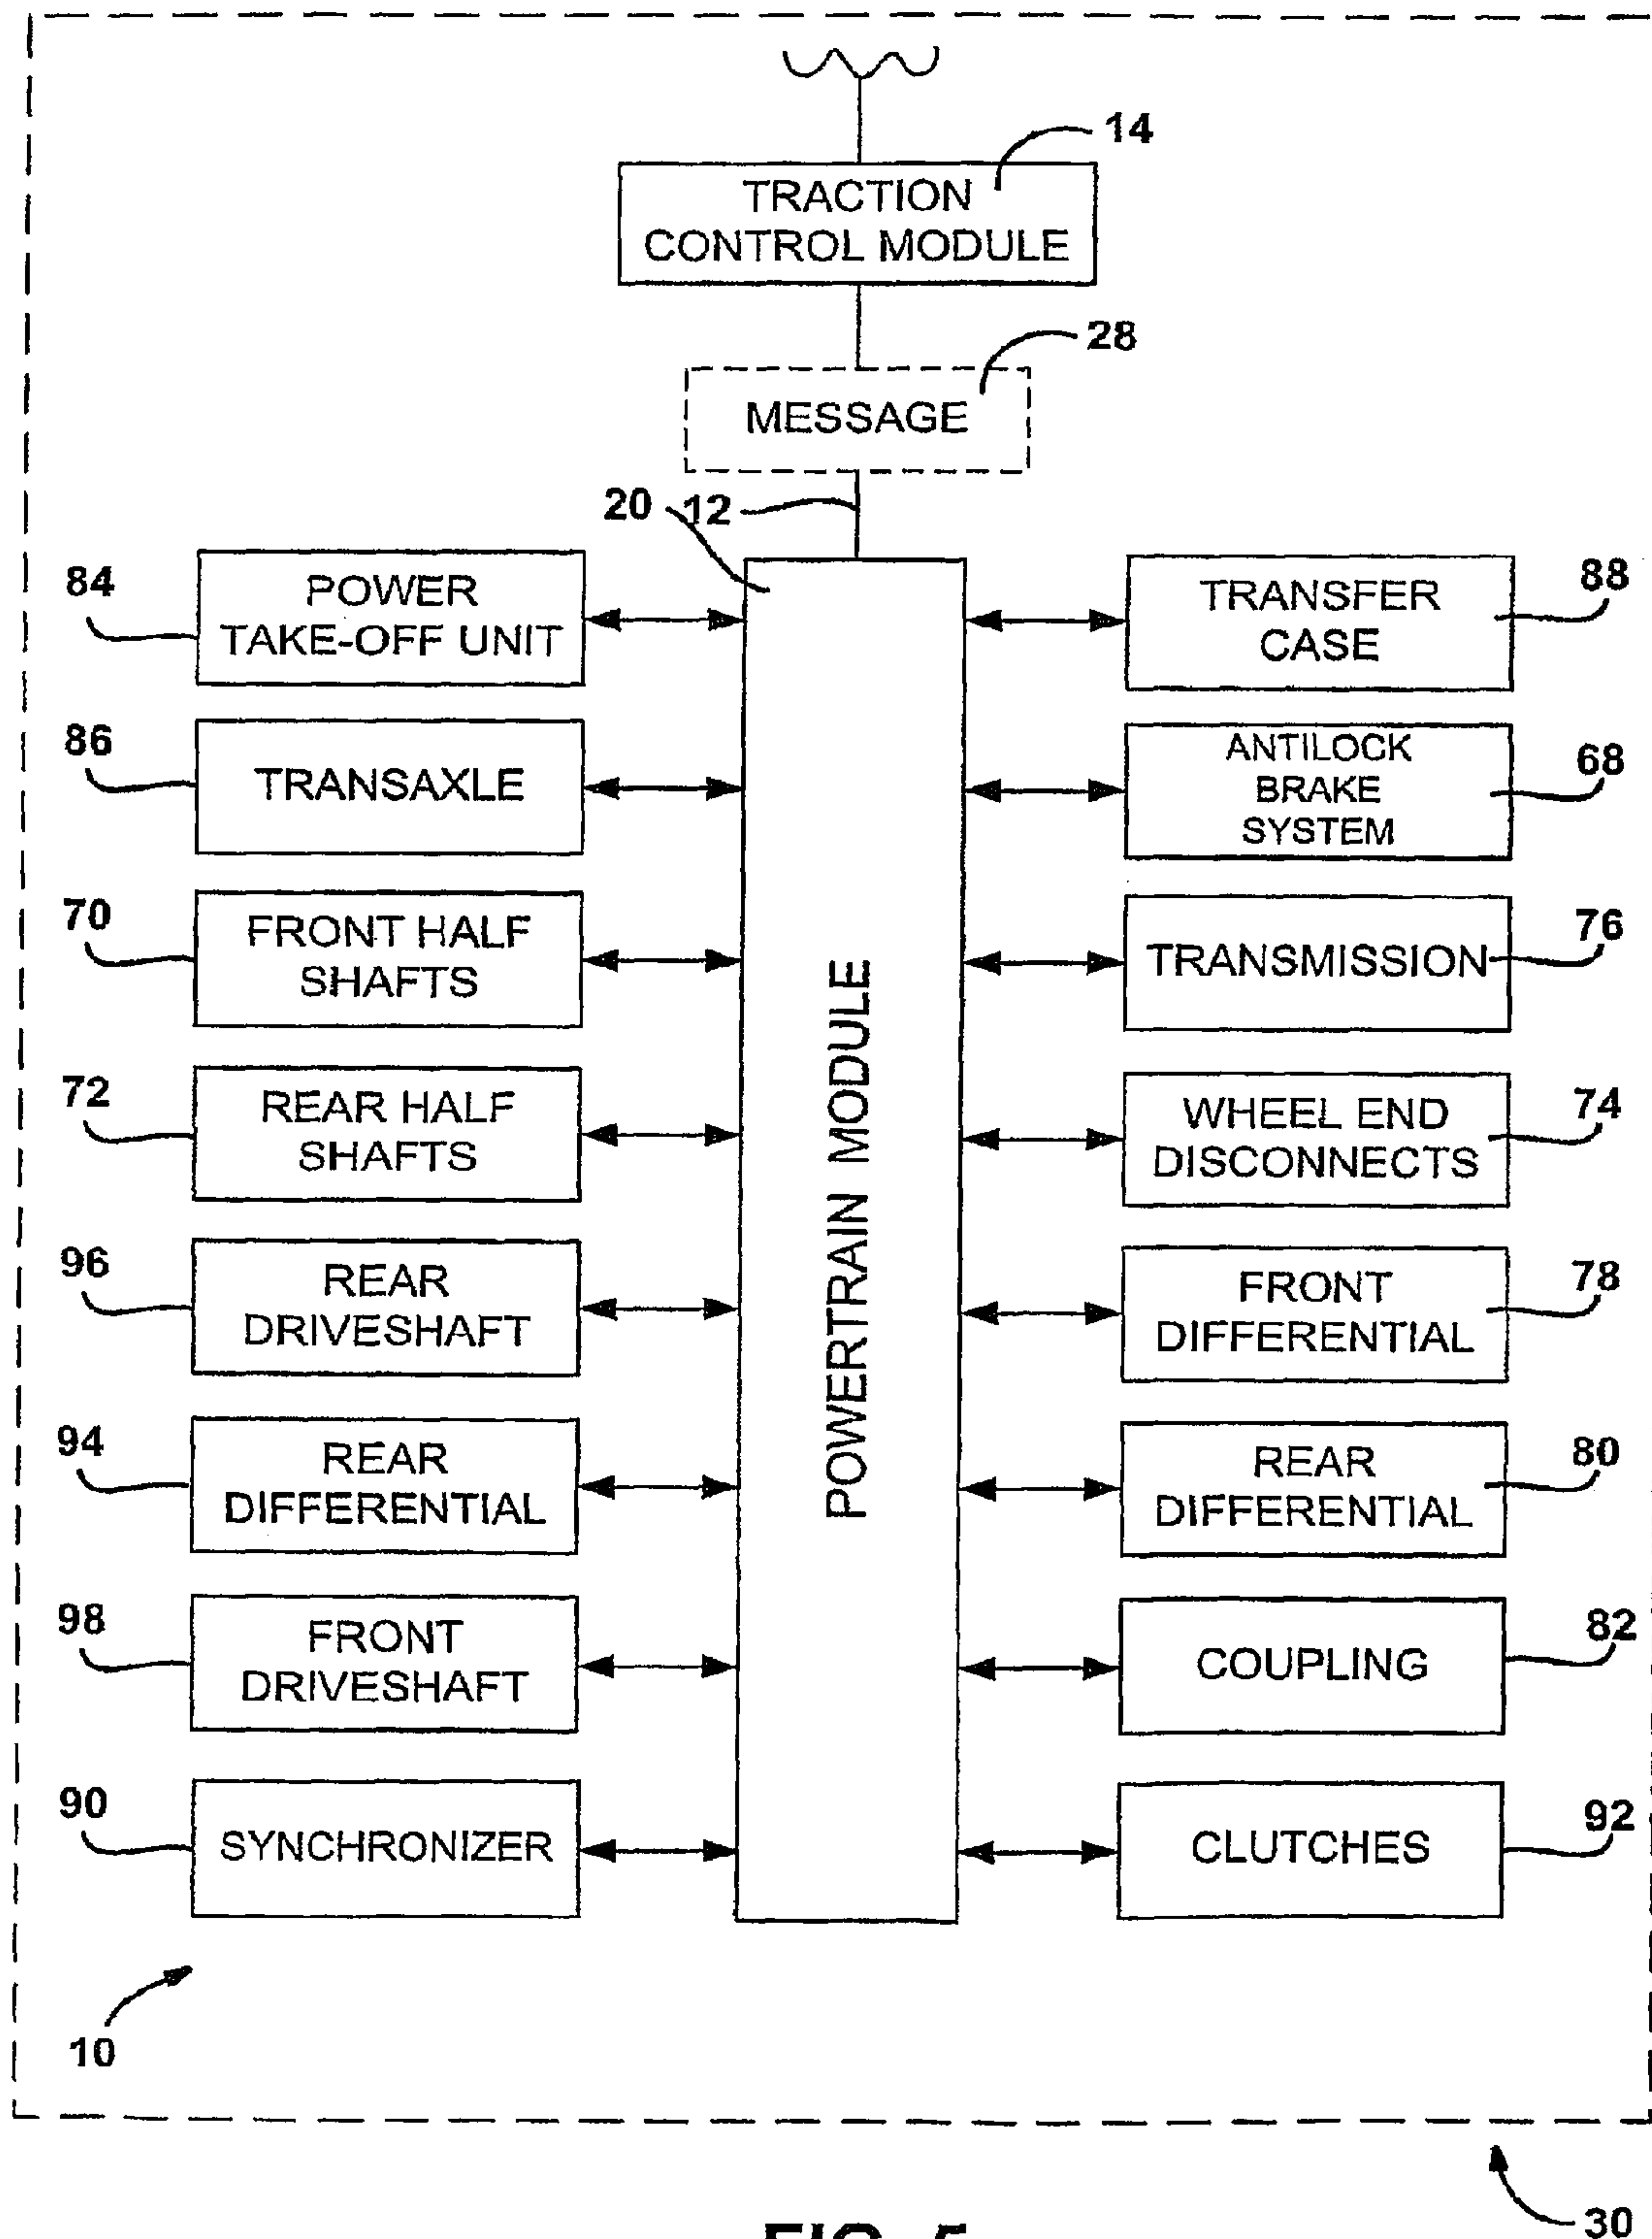 14
TRACTION
CONTROL MODULE
28
MESSAGE
20 12
84
POWER
TAKE-OFF UNIT
TRANSFER
CASE
88
86
TRANSAXLE
ANTILOCK
BRAKE
SYSTEM
68
70
FRONT HALF
SHAFTS
TRANSMISSION
76
72
REAR HALF
SHAFTS
POWERTRAIN MODULE
WHEEL END
DISCONNECTS
74
96
REAR
DRIVESHAFT
FRONT
DIFFERENTIAL
78
94
REAR
DIFFERENTIAL
REAR
DIFFERENTIAL
80
98
FRONT
DRIVESHAFT
COUPLING
82
90
SYNCHRONIZER
CLUTCHES
92
10
30
FIG. 5